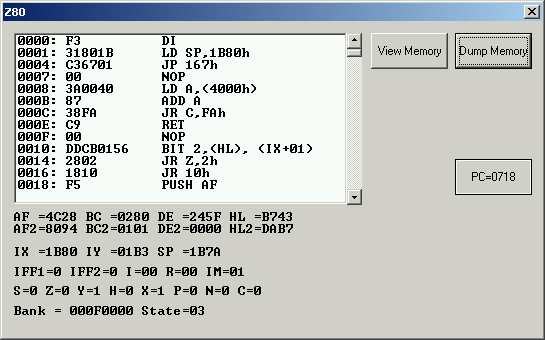 Z80
0000: F3 DI
0001: 31801B LD SP,1B80h
0004: C36701 JP 167h
0007: 00 NOP
0008: 3A0040 LD A,(4000h)
000B: 87 ADD A
000C: 38FA JR C,FAh
000E: C9 RET
000F: 00 NOP
0010: DDCB0156 BIT 2,(HL), (IX+01)
0014: 2802 JR Z,2h
0016: 1810 JR 10h
0018: F5 PUSH AF
View Memory
Dump Memory
PC=0718
AF =4C28 BC =0280 DE =245F HL =B743
AF2=8094 BC2=0101 DE2=0000 HL2=DAB7
IX =1B80 IY =01B3 SP =1B7A
IFF1=0 IFF2=0 I=00 R=00 IM=01
S=0 Z=0 Y=1 H=0 X=1 P=0 N=0 C=0
Bank = 000F0000 State=03